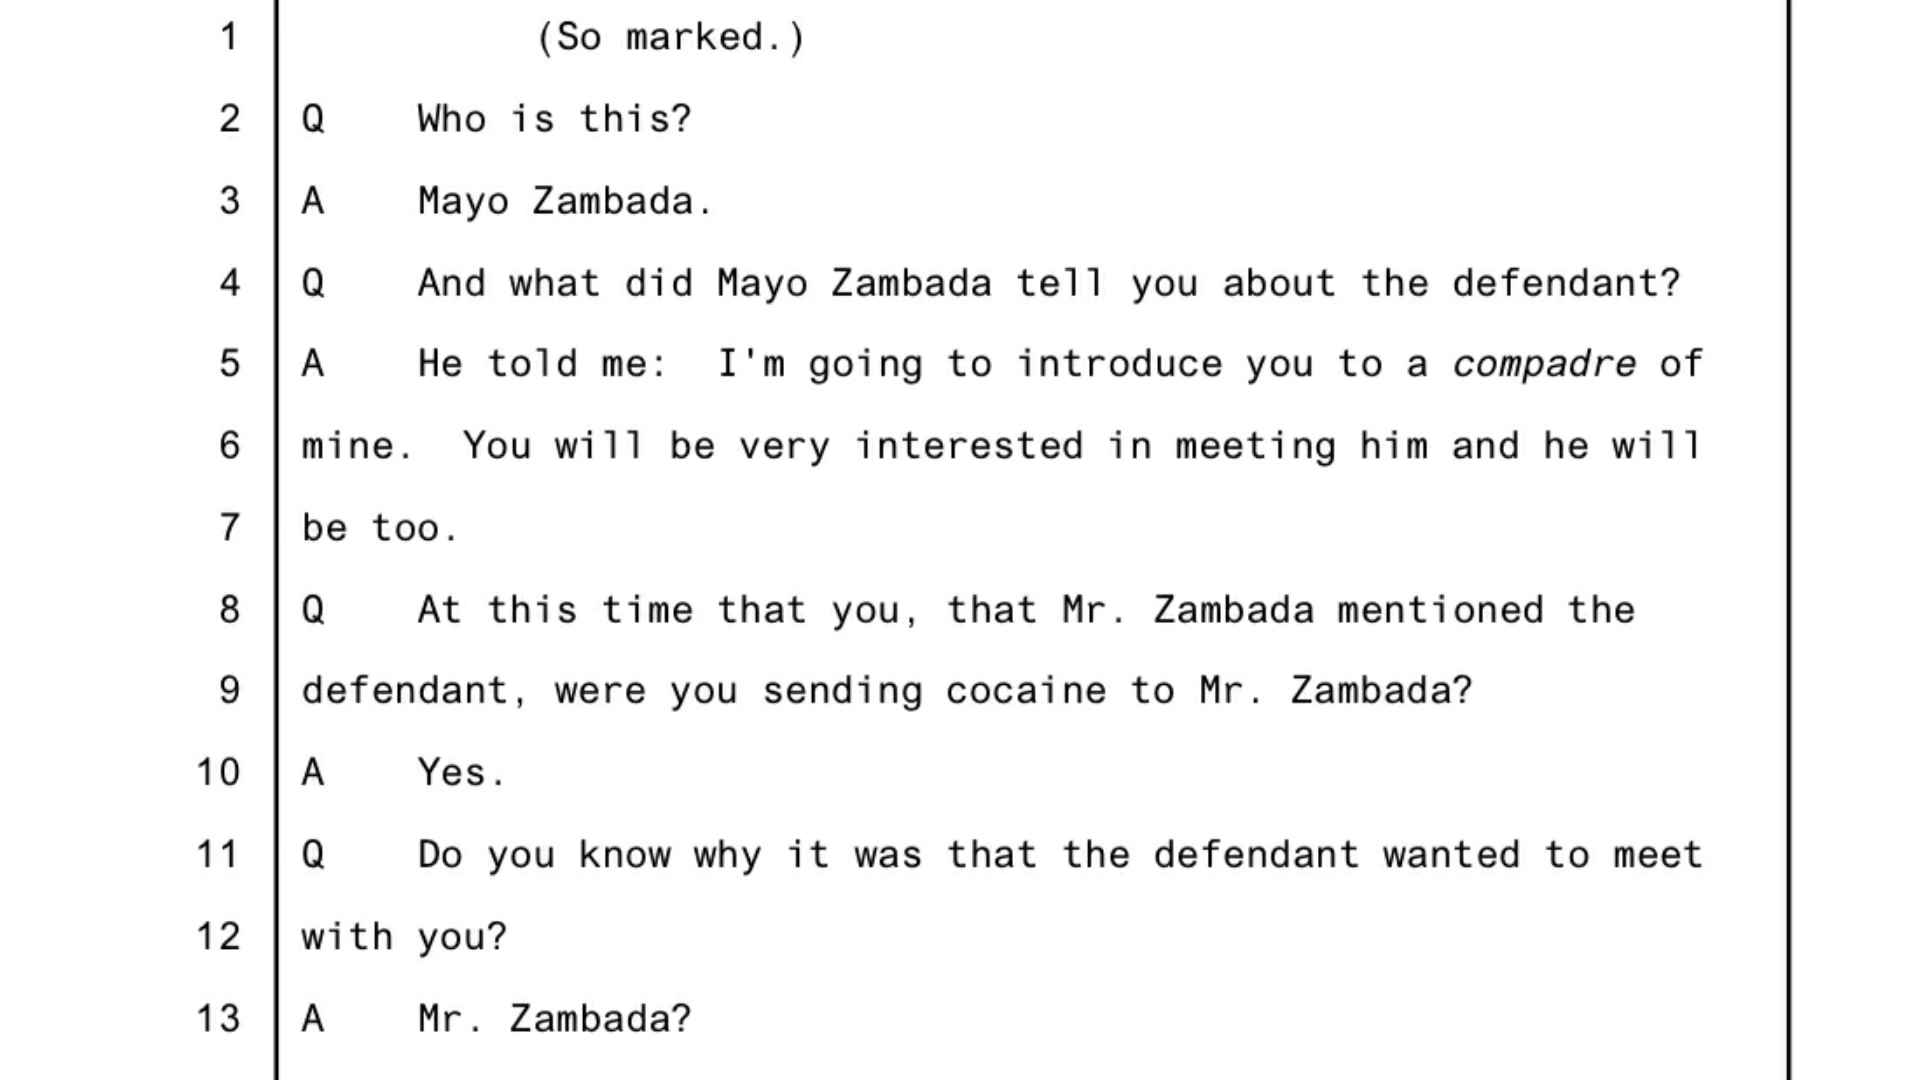 1 (So marked.)
2 Q Who is this?
3 A Mayo Zambada.
4 Q And what did Mayo Zambada tell you about the defendant?
5 A He told me: I'm going to introduce you to a compadre of
6 mine. You will be very interested in meeting him and he will
7 be too.
8 Q At this time that you, that Mr. Zambada mentioned the
9 defendant, were you sending cocaine to Mr. Zambada?
10 A Yes.
11 Q Do you know why it was that the defendant wanted to meet
12 with you?
13 A Mr. Zambada?